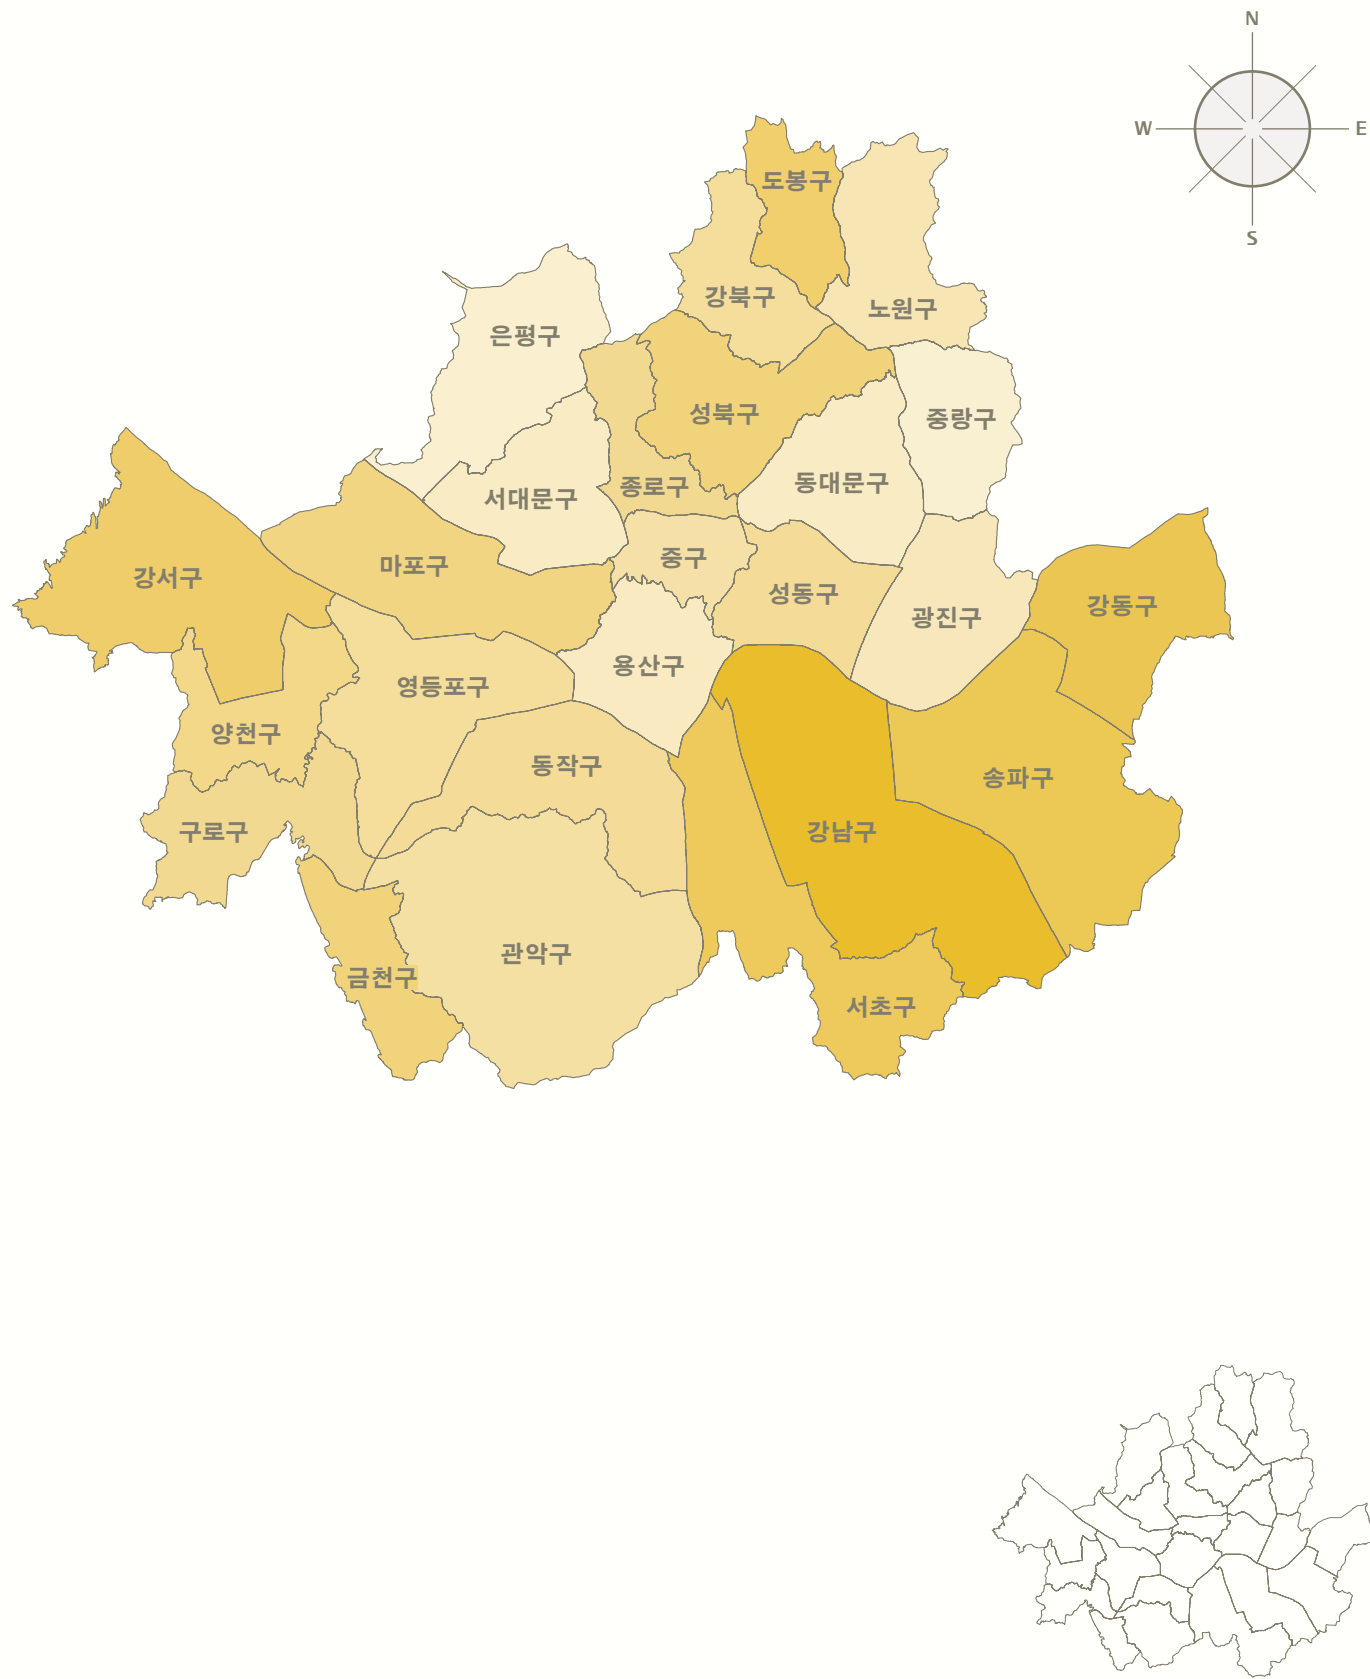 N
W
E
S
도봉구
강북구
노원구
은평구
성북구
중랑구
서대문구
종로구
동대문구
마포구
중구
강서구
성동구
강동구
광진구
용산구
영등포구
양천구
동작구
송파구
구로구
강남구
관악구
금천구
서초구